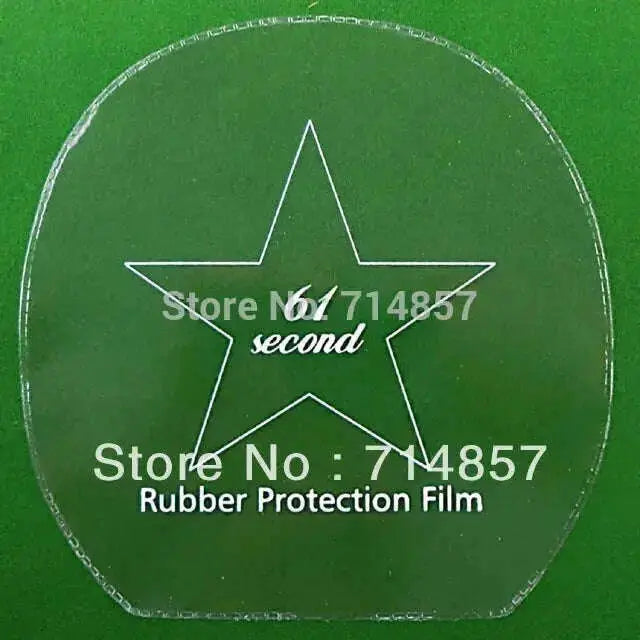 61
Store No: 714857
second
Store No : 714857
Rubber Protection Film